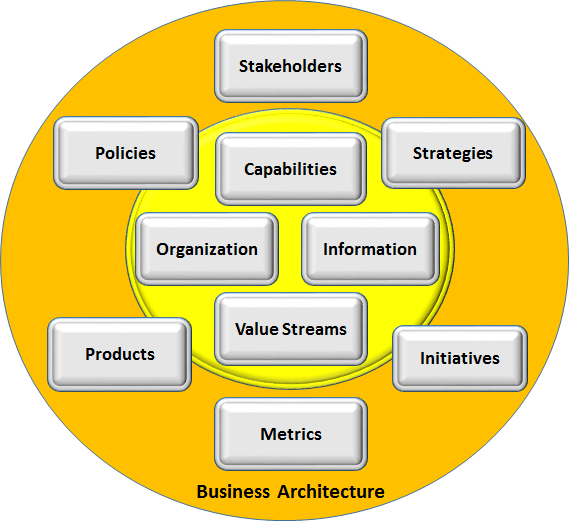 Stakeholders
Policies
Strategies
Capabilities
Organization
Information
Value Streams
Products
Initiatives
Metrics
Business Architecture